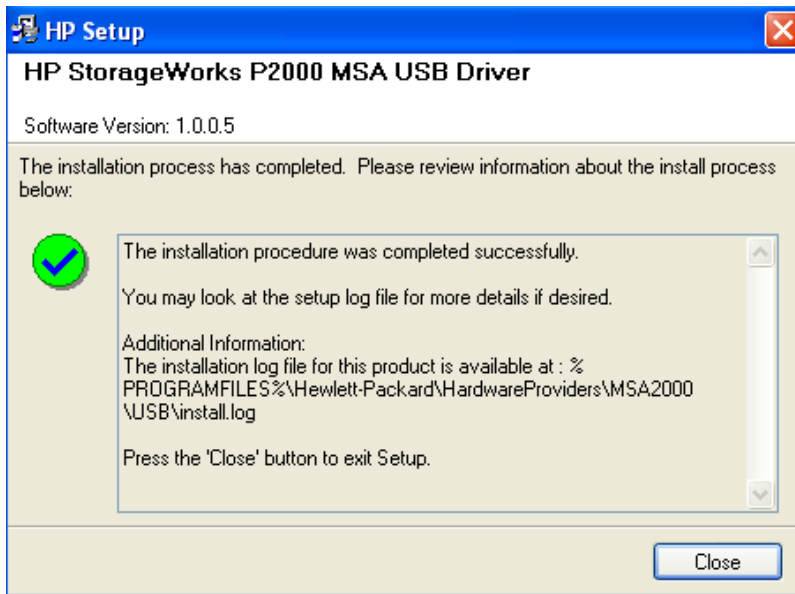 HP Setup
HP StorageWorks P2000 MSA USB Driver
Software Version: 1.0.0.5
The installation process has completed.  Please review information about the install process
below:
The installation procedure was completed successfully.
You may look at the setup log file for more details if desired.
Additional Information:
The installation log file for this product is available at : %
PROGRAMFILES%\Hewlett-Packard\HardwareProviders\MSA2000
\USB\install.log
Press the 'Close' button to exit Setup.
Close